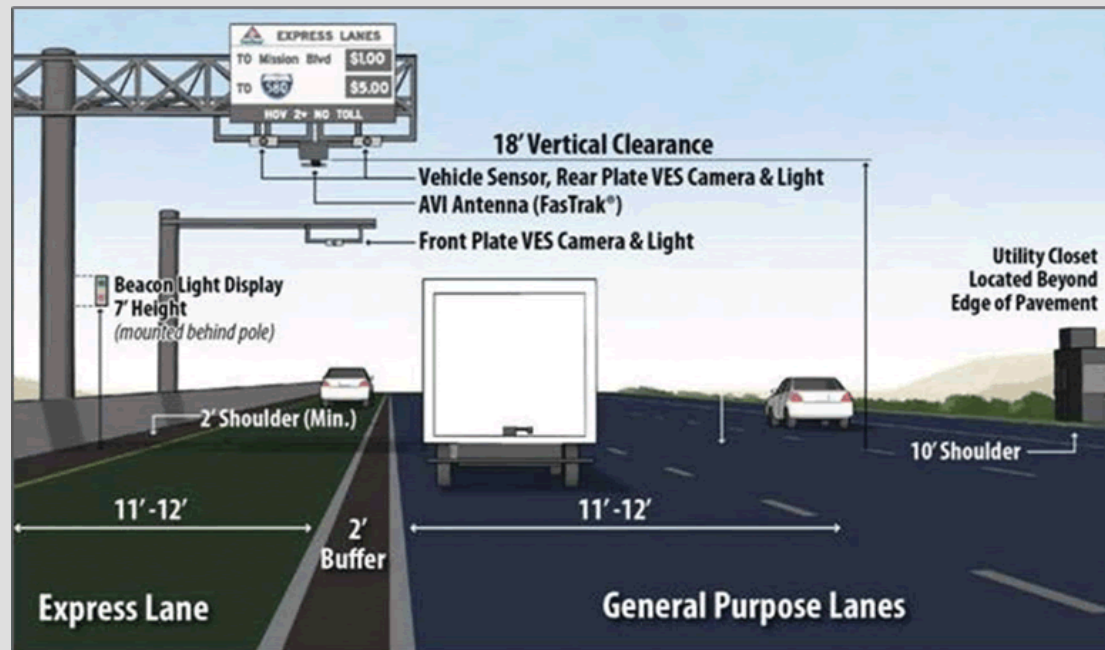 EXPRESS LANES
TO Mission Blvd $1.00
TO 580 $5.00
HOV 2+ NO TOLL
18' Vertical Clearance
Vehicle Sensor, Rear Plate VES Camera & Light
AVI Antenna (FasTrak®)
Front Plate VES Camera & Light
Utility Closet
Located Beyond
Edge of Pavement
Beacon Light Display
7' Height
(mounted behind pole)
2' Shoulder (Min.)
10' Shoulder
11'-12'
11'-12'
2'
Buffer
Express Lane
General Purpose Lanes